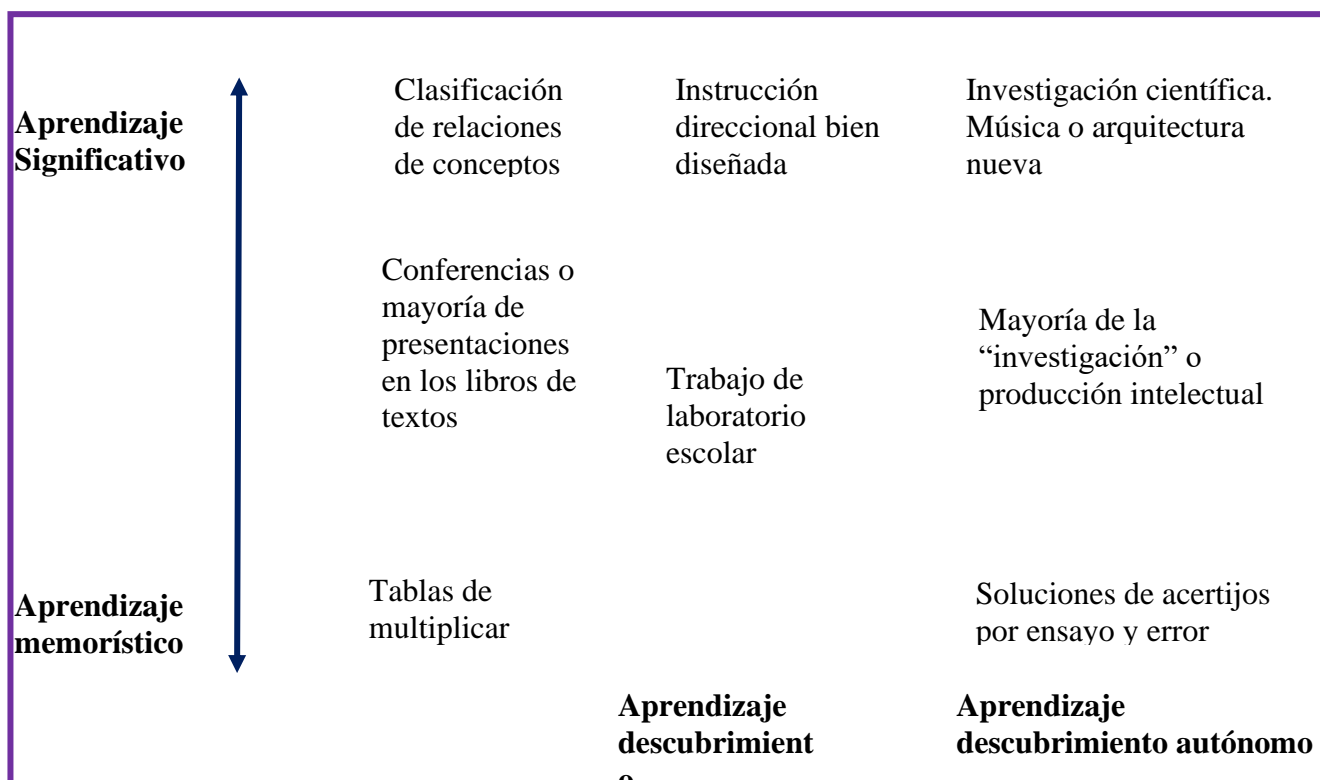 Aprendizaje
Significativo
Clasificación
de relaciones
de conceptos
Instrucción
direccional bien
diseñada
Investigación científica.
Música o arquitectura
nueva
Conferencias o
mayoría de
presentaciones
en los libros de
textos
Trabajo de
laboratorio
escolar
Mayoría de la
“investigación” o
producción intelectual
Aprendizaje
memorístico
Tablas de
multiplicar
Soluciones de acertijos
por ensayo y error
Aprendizaje
descubrimient
o
Aprendizaje
descubrimiento autónomo